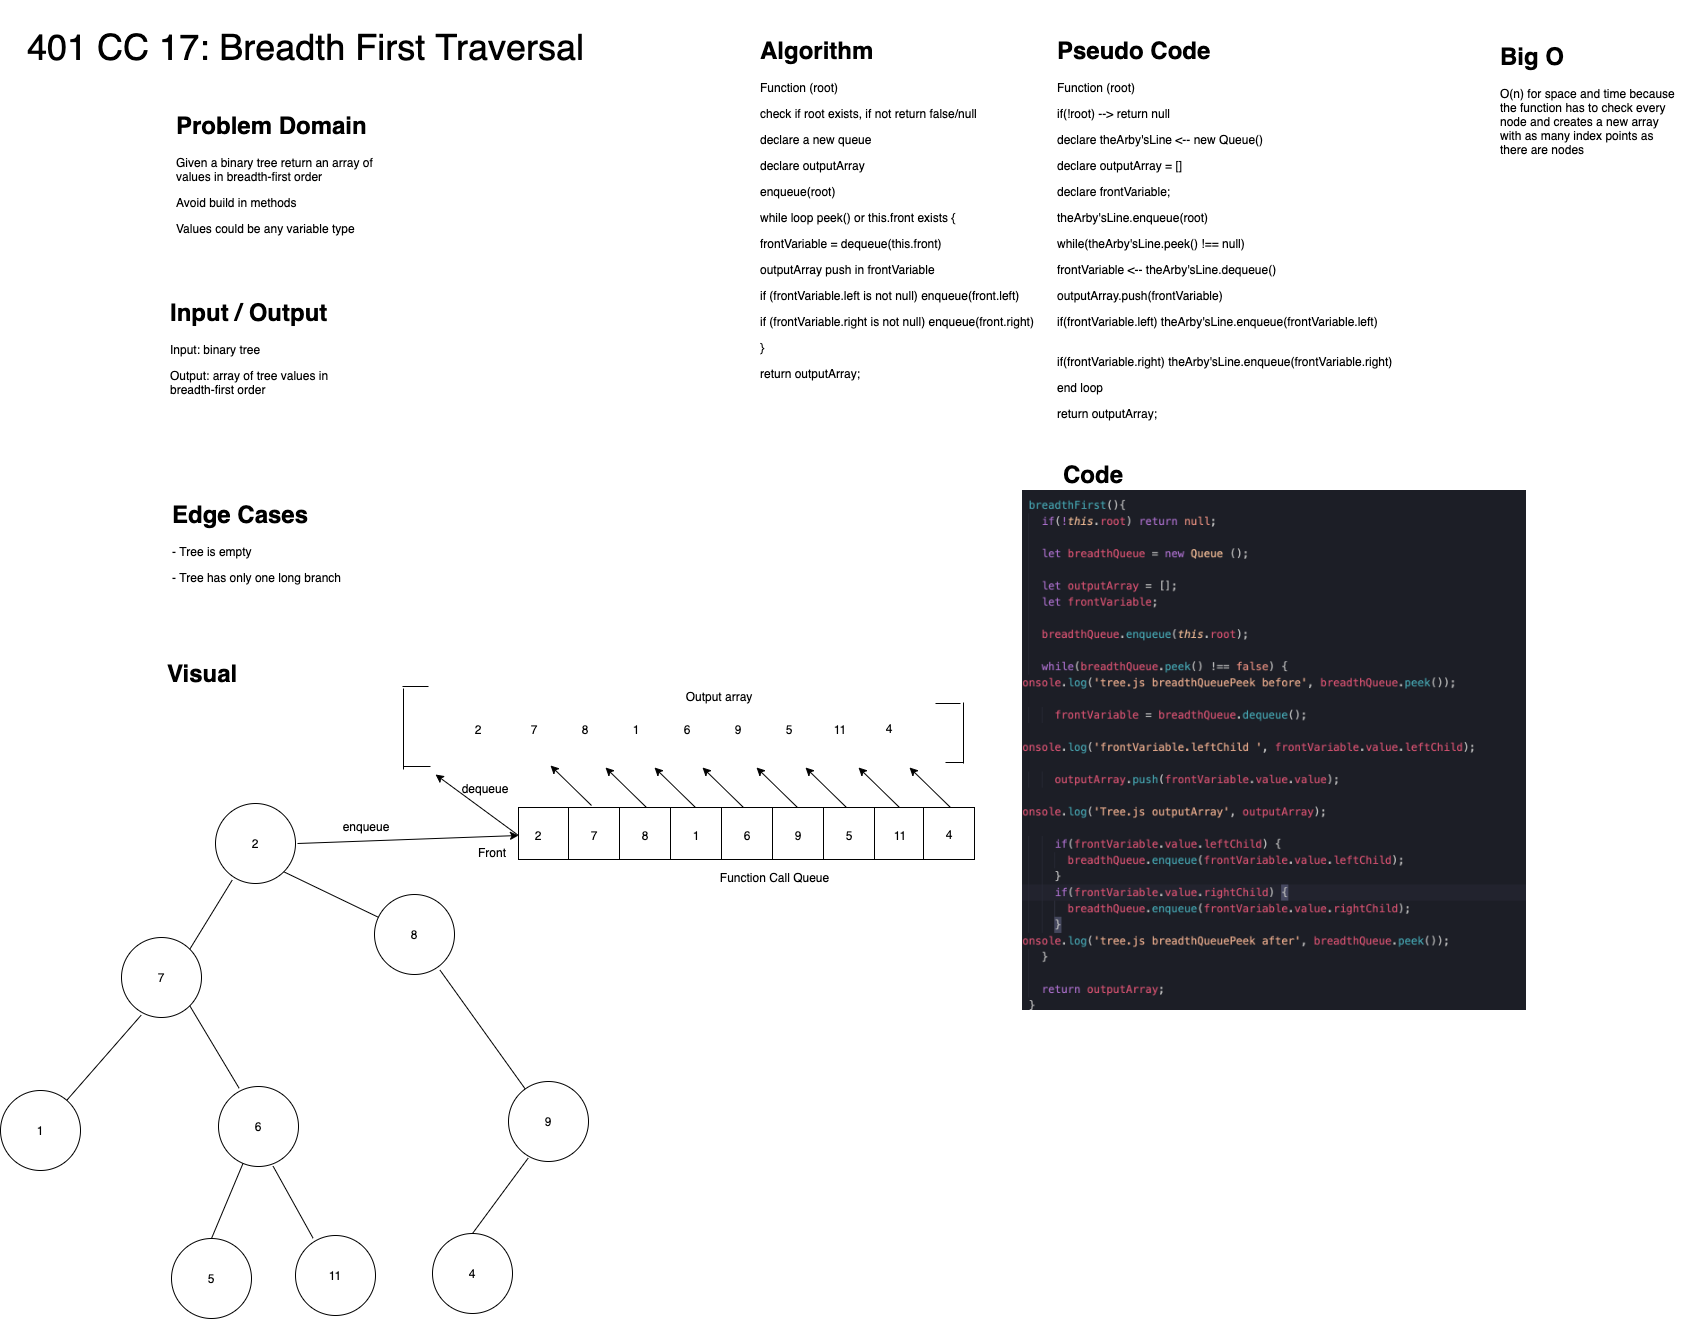 401 CC 17: Breadth First Traversal
Problem Domain
Given a binary tree return an array of
values in breadth-first order
Avoid build in methods
Values could be any variable type
Input / Output
Input: binary tree
Output: array of tree values in
breadth-first order
Edge Cases
- Tree is empty
- Tree has only one long branch
Algorithm
Function (root)
check if root exists, if not return false/null
declare a new queue
declare outputArray
enqueue(root)
while loop peek() or this.front exists {
frontVariable = dequeue(this.front)
outputArray push in frontVariable
if (frontVariable.left is not null) enqueue(front.left)
if (frontVariable.right is not null) enqueue(front.right)
}
return outputArray;
Pseudo Code
Function (root)
if(!root) --> return null
declare theArby'sLine <-- new Queue()
declare outputArray = []
declare frontVariable;
theArby'sLine.enqueue(root)
while(theArby'sLine.peek() !== null)
frontVariable <-- theArby'sLine.dequeue()
outputArray.push(frontVariable)
if(frontVariable.left) theArby'sLine.enqueue(frontVariable.left)
if(frontVariable.right) theArby'sLine.enqueue(frontVariable.right)
end loop
return outputArray;
Big O
O(n) for space and time because
the function has to check every
node and creates a new array
with as many index points as
there are nodes
Code
breadthFirst(){
if(!this.root) return null;
let breadthQueue = new Queue ();
let outputArray = [];
let frontVariable;
breadthQueue.enqueue(this.root);
while(breadthQueue.peek() !== false) {
onsole.log('tree.js breadthQueuePeek before', breadthQueue.peek());
frontVariable = breadthQueue.dequeue();
onsole.log('frontVariable.leftChild ', frontVariable.value.leftChild);
outputArray.push(frontVariable.value.value);
onsole.log('Tree.js outputArray', outputArray);
if(frontVariable.value.leftChild) {
breadthQueue.enqueue(frontVariable.value.leftChild);
}
if(frontVariable.value.rightChild) {
breadthQueue.enqueue(frontVariable.value.rightChild);
}
onsole.log('tree.js breadthQueuePeek after', breadthQueue.peek());
}
return outputArray;
}
Visual
Output array
2 7 8 1 6 9 5 11 4
dequeue
enqueue
2 7 8 1 6 9 5 11 4
Front
Function Call Queue
2
8
7
1
6
9
5
11
4